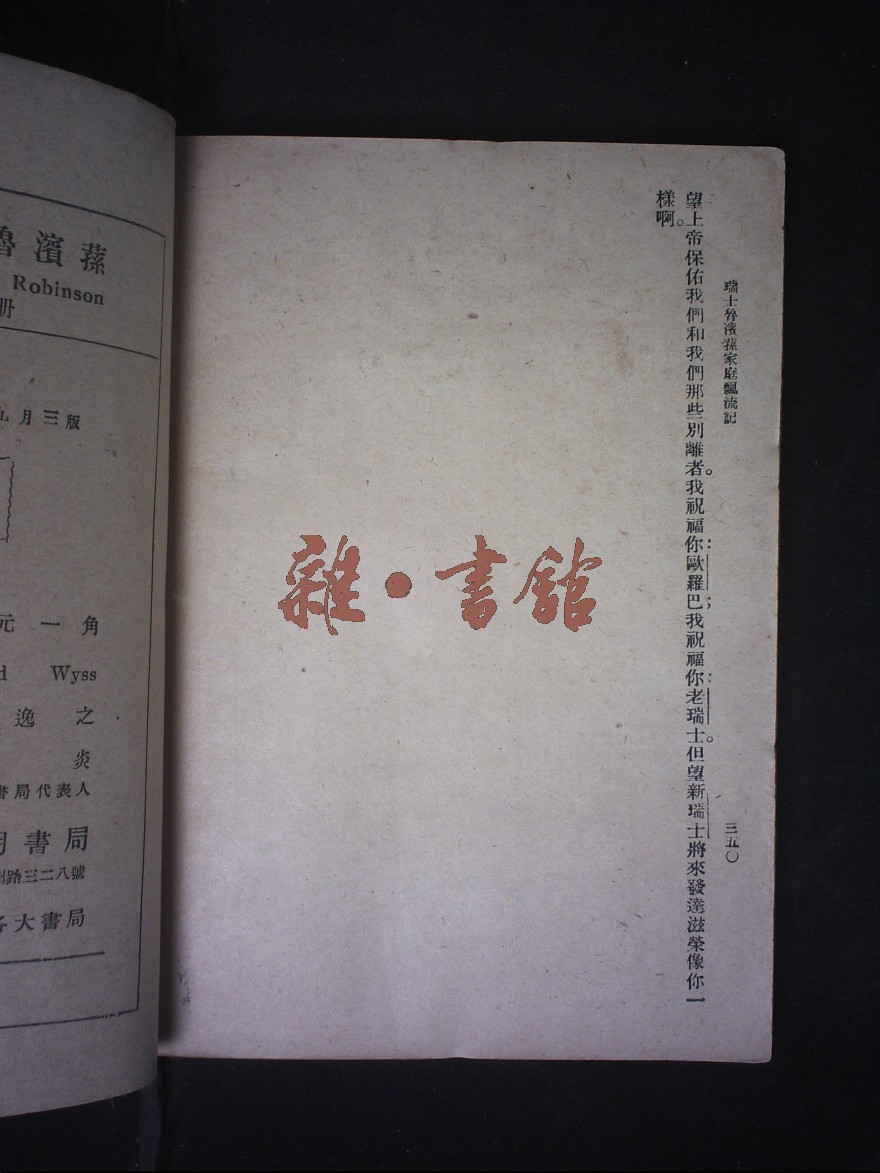 瑞士魯濱蓀家庭飄流記
三五〇
望上帝保佑我們和我們那些別離者。我祝福你:歐羅巴;我祝福你:老瑞士。但望新瑞士將來發達滋榮像你一
樣啊。
雜·書館
魯濱蓀
Robinson
册
九月三版
元一角
Wyss
逸之
炎
書局代表人
書局
路三二八號
各大書局